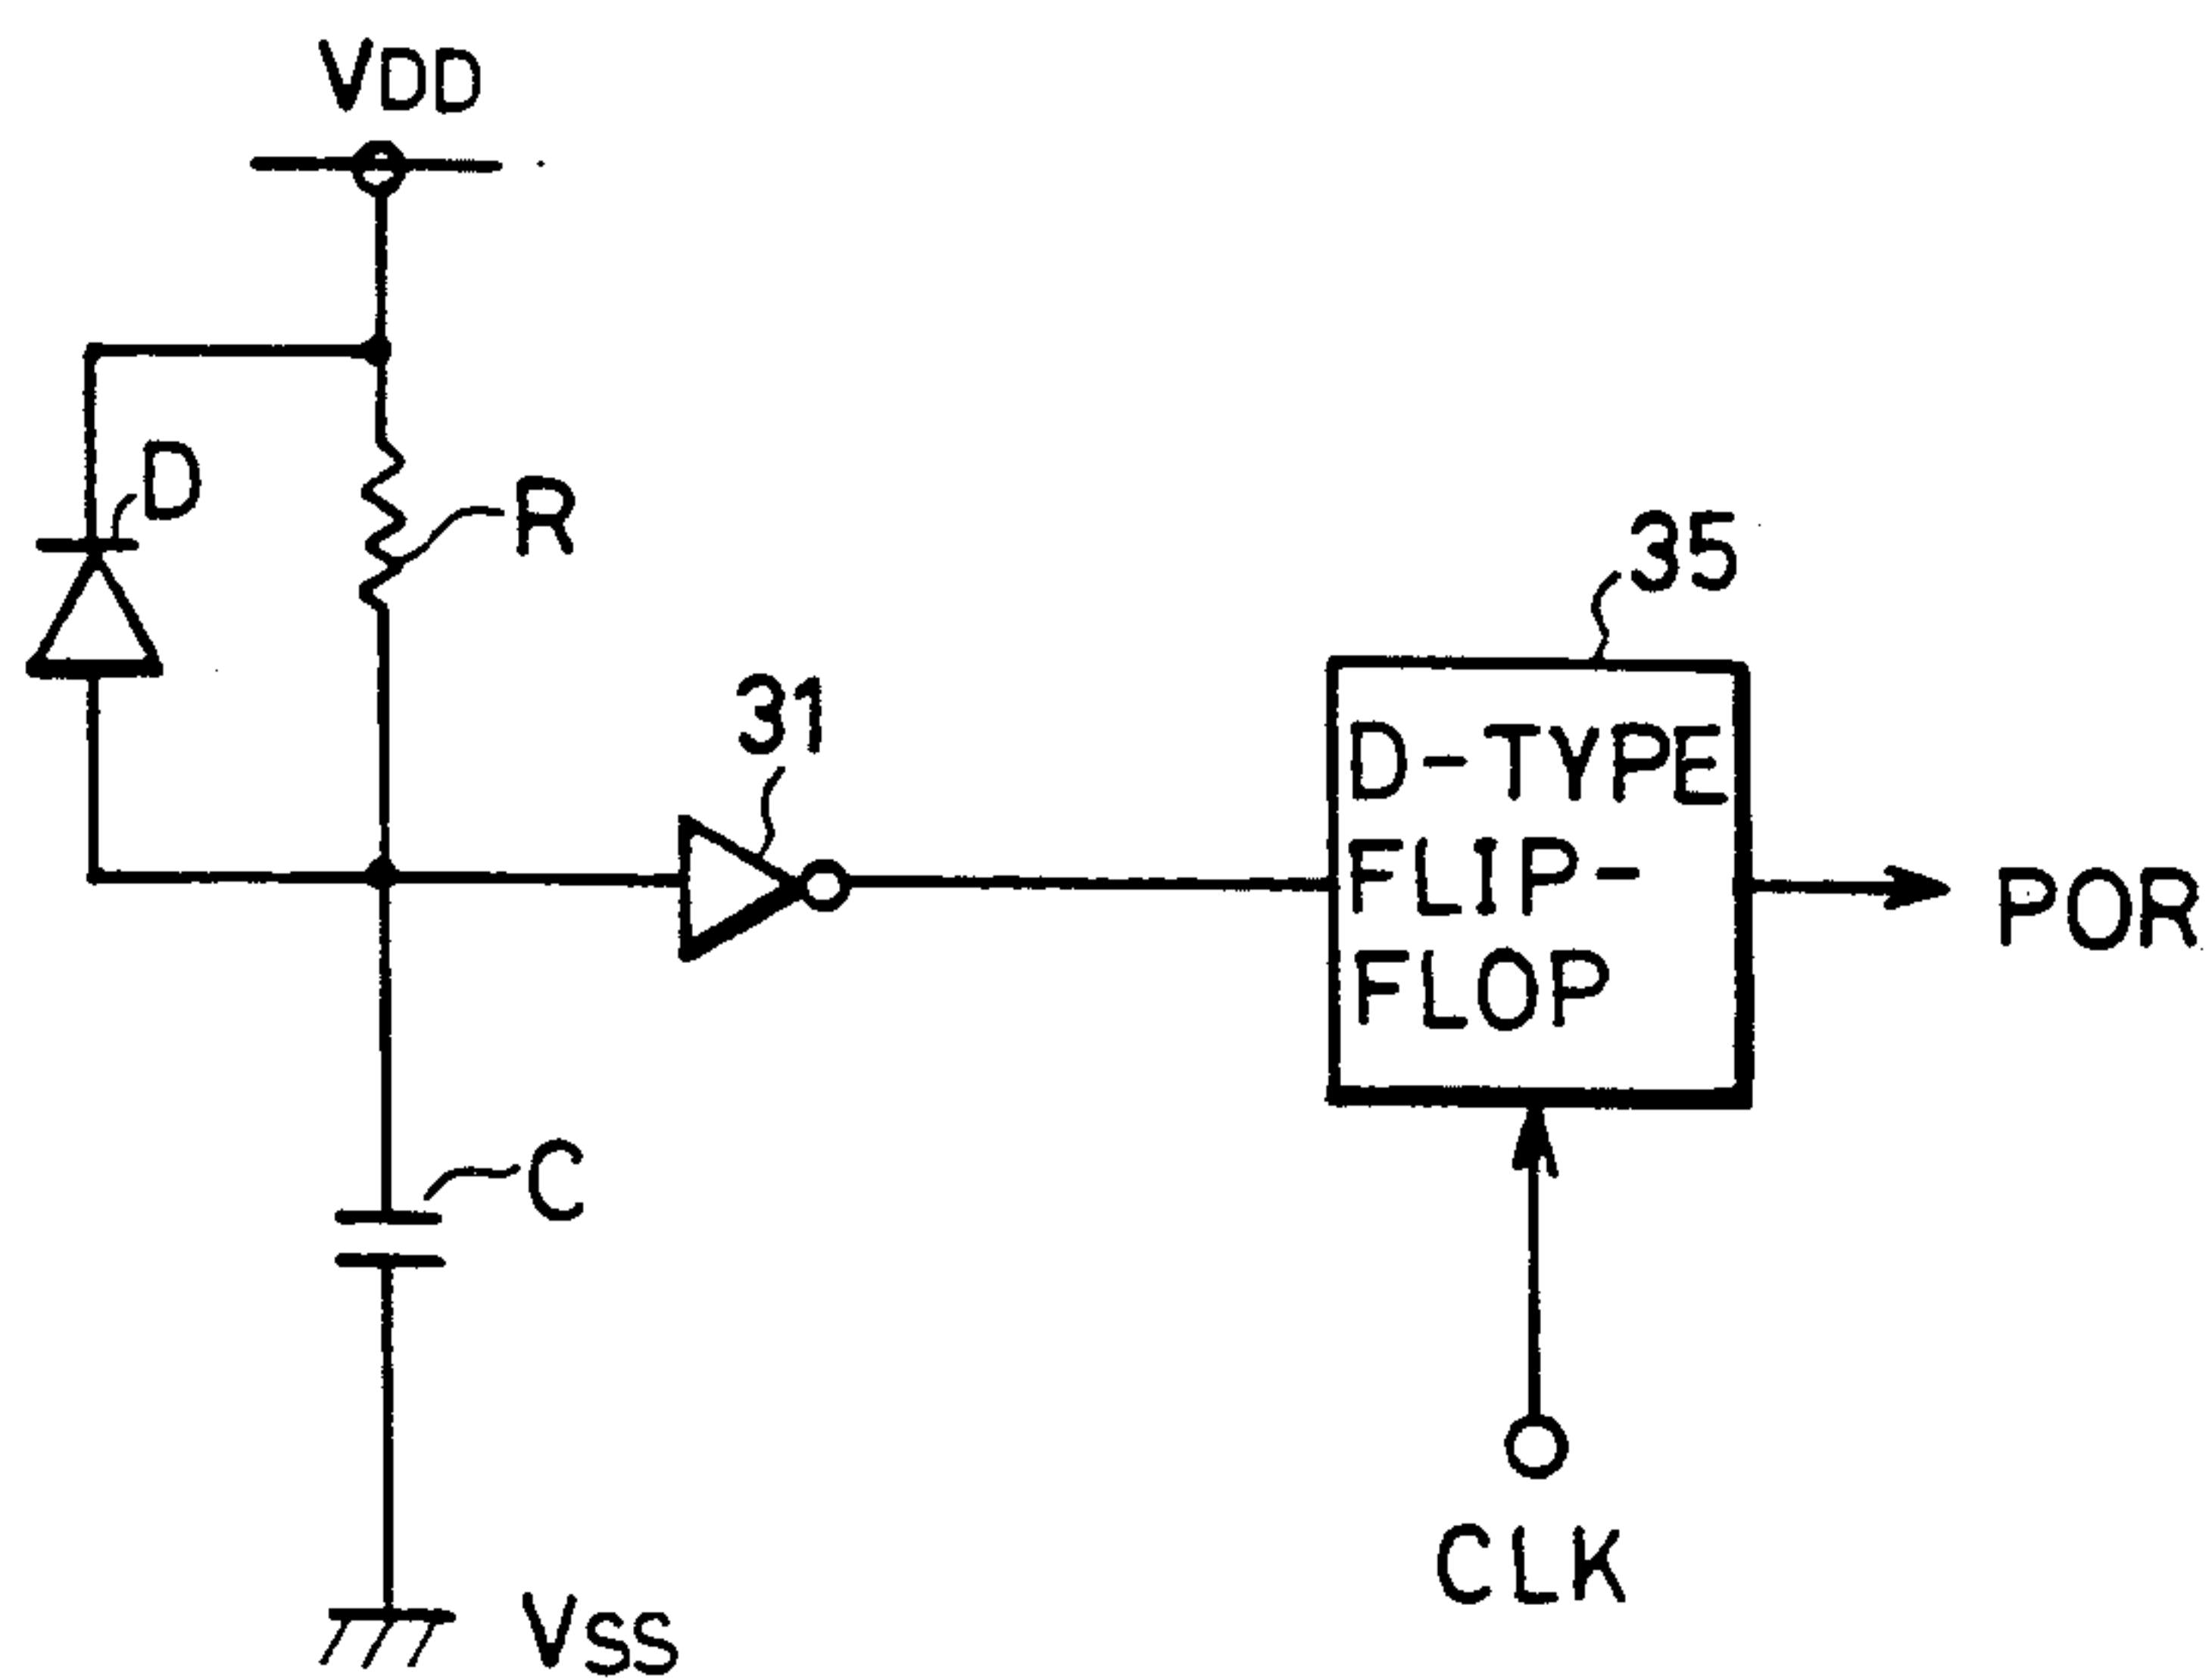 VDD
D
R
35
31
D-TYPE
FLIP-
FLOP
POR
C
CLK
VSS